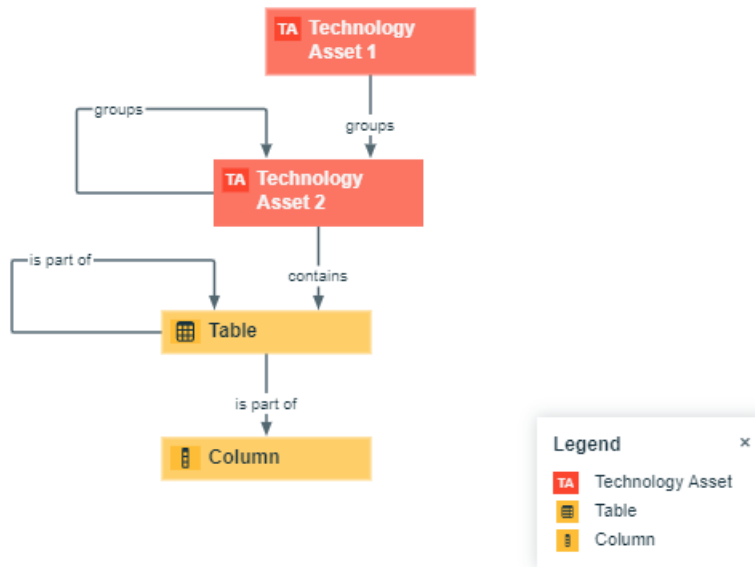 TA Technology
Asset 1
groups
groups
TA Technology
Asset 2
is part of
contains
Table
is part of
Column
Legend ×
TA Technology Asset
Table
Column